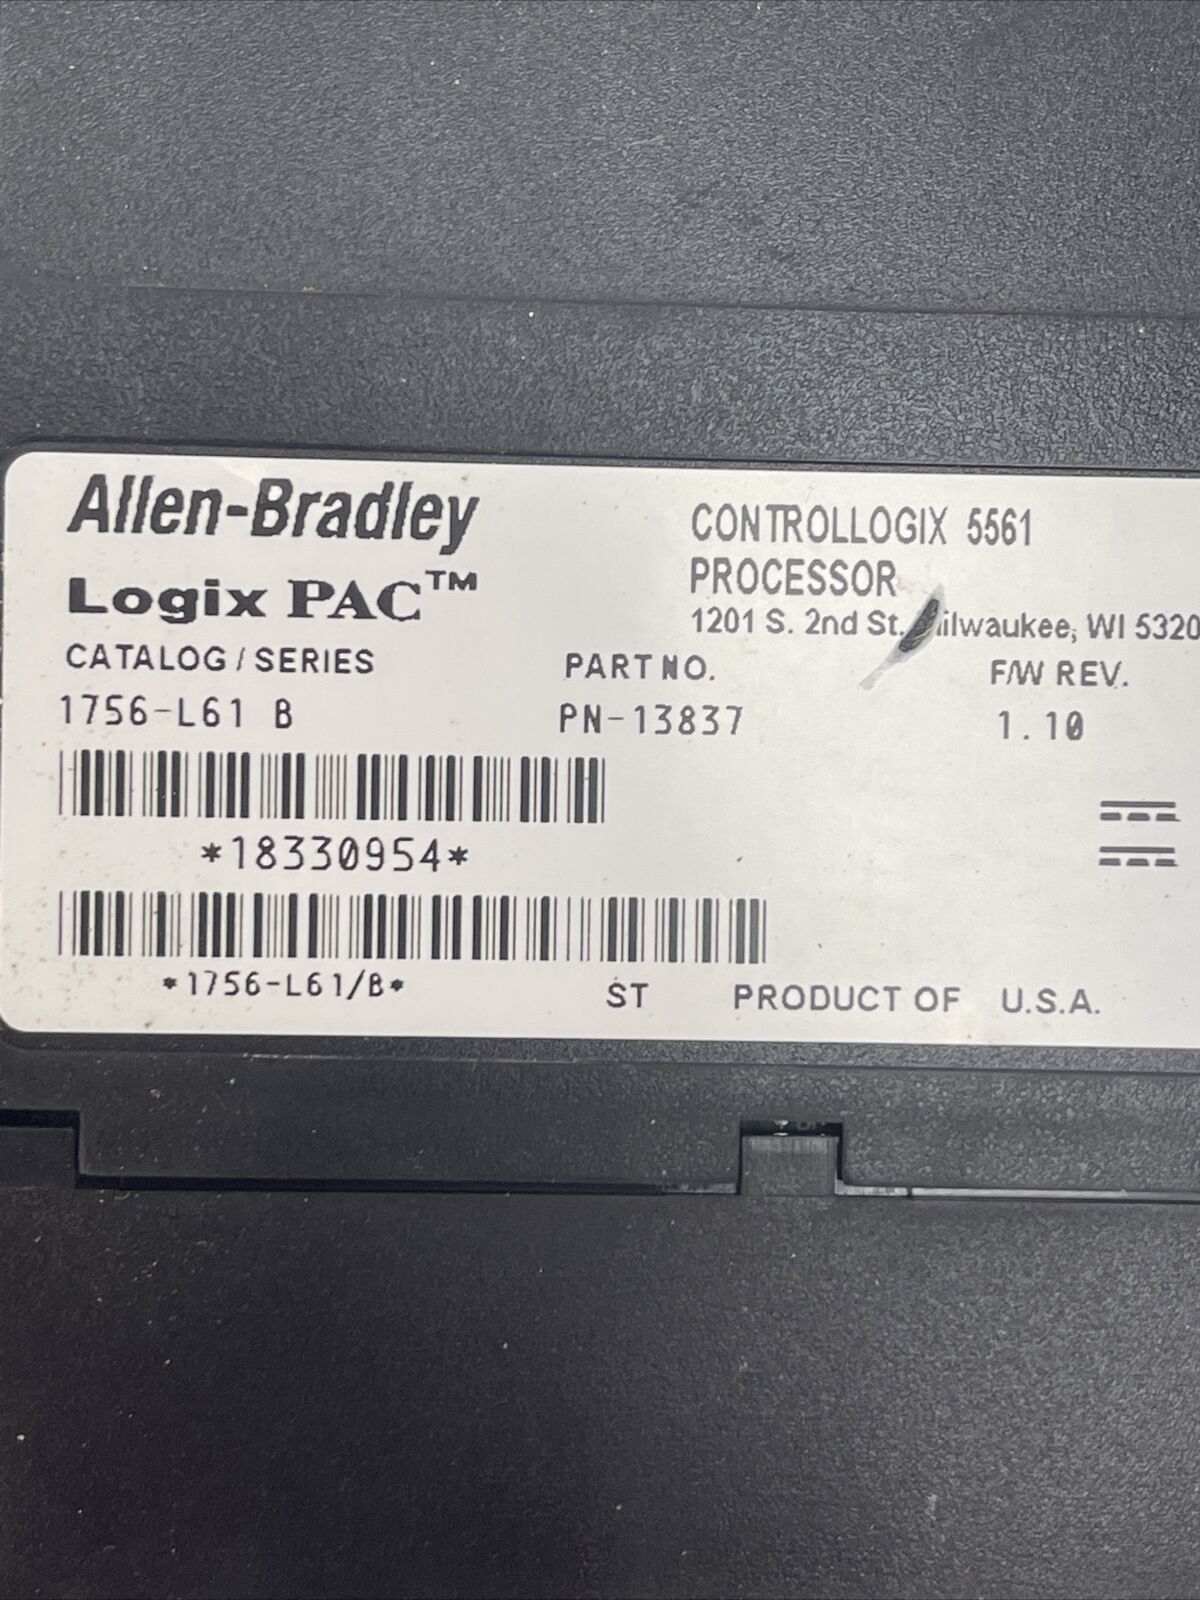 Allen-Bradley
Logix PAC™
CONTROLLOGIX 5561
PROCESSOR
1201 S. 2nd St. WI 5320
CATALOG / SERIES PART NO. F/W REV.
1756-L61 B PN-13837 1.10
*18330954*
*1756-L61/B* ST PRODUCT OF U.S.A.